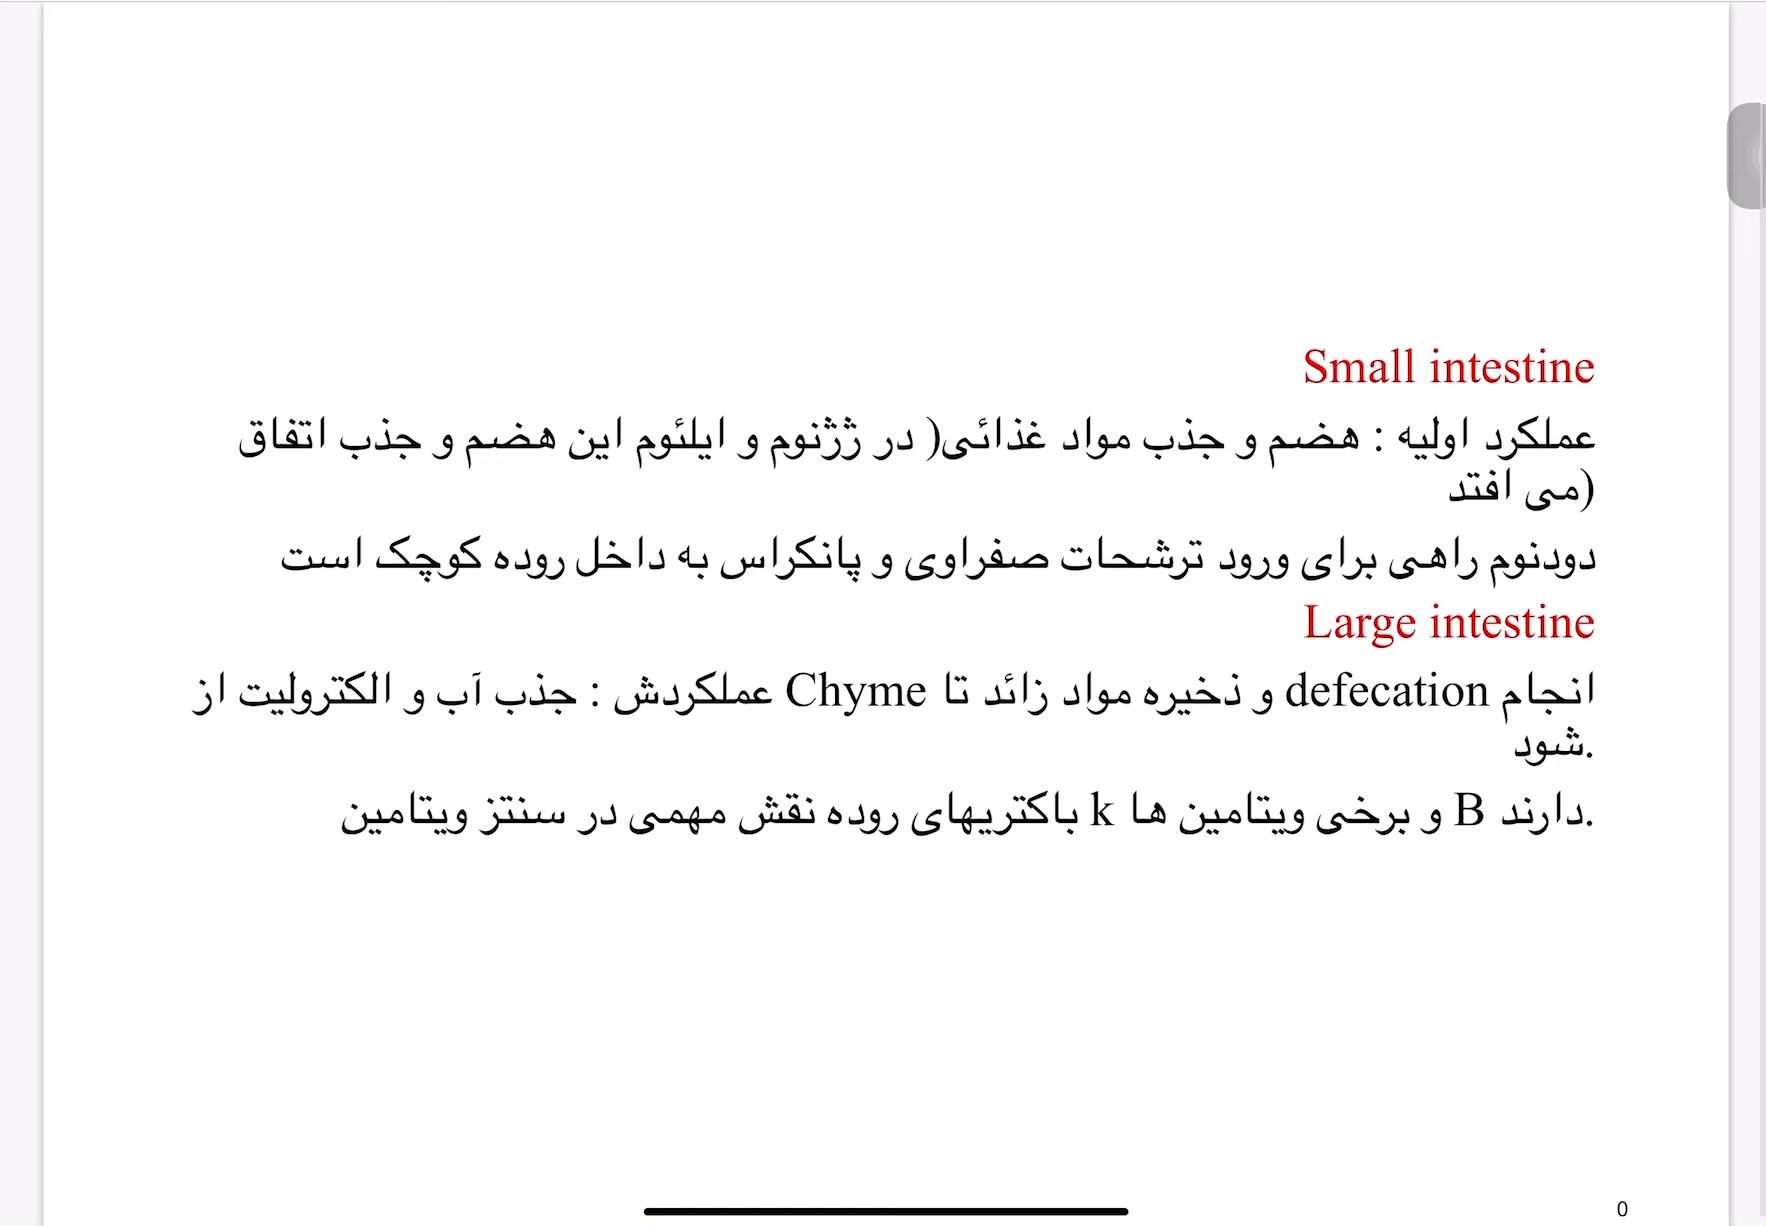 Small intestine
عملکرد اولیه : هضم و جذب مواد غذائی( در ژژنوم و ایلئوم این هضم و جذب اتفاق
می افتد)
دودنوم راهی برای ورود ترشحات صفراوی و پانکراس به داخل روده کوچک است
Large intestine
عملکردش : جذب آب و الکترولیت از Chyme و ذخیره مواد زائد تا defecation انجام
شود.
باکتریهای روده نقش مهمی در سنتز ویتامین k و برخی ویتامین ها B دارند.
0